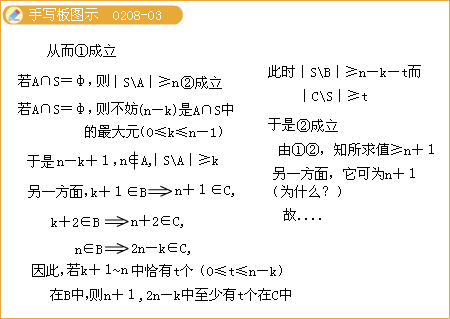 手写板图示 0208-03
从而①成立
若A∩S=φ,则|S\A|≥n②成立
若A∩S=φ,则不妨(n-k)是A∩S中
的最大元(0≤k≤n-1)
于是n-k+1,n∉A,|S\A|≥k
另一方面,k+1∈B⟹n+1∈C,
k+2∈B⟹n+2∈C,
n∈B⟹2n-k∈C,
因此,若k+1~n中恰有t个(0≤t≤n-k)
在B中,则n+1,2n-k中至少有t个在C中
此时|S\B|≥n-k-t而
|C\S|≥t
于是②成立
由①②,知所求值≥n+1
另一方面,它可为n+1
(为什么?)
故....